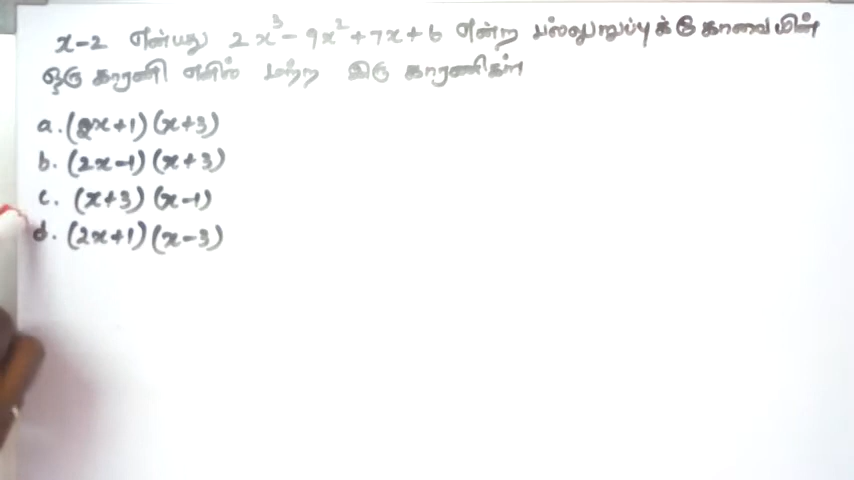 x-2 என்பது 2x³-9x²+7x+6 என்ற பல்லுறுப்புக் கோவையின்
ஒரு காரணி எனில் மற்ற இரு காரணிகள்
a. (2x+1) (x+3)
b. (2x-1) (x+3)
c. (x+3) (x-1)
d. (2x+1) (x-3)